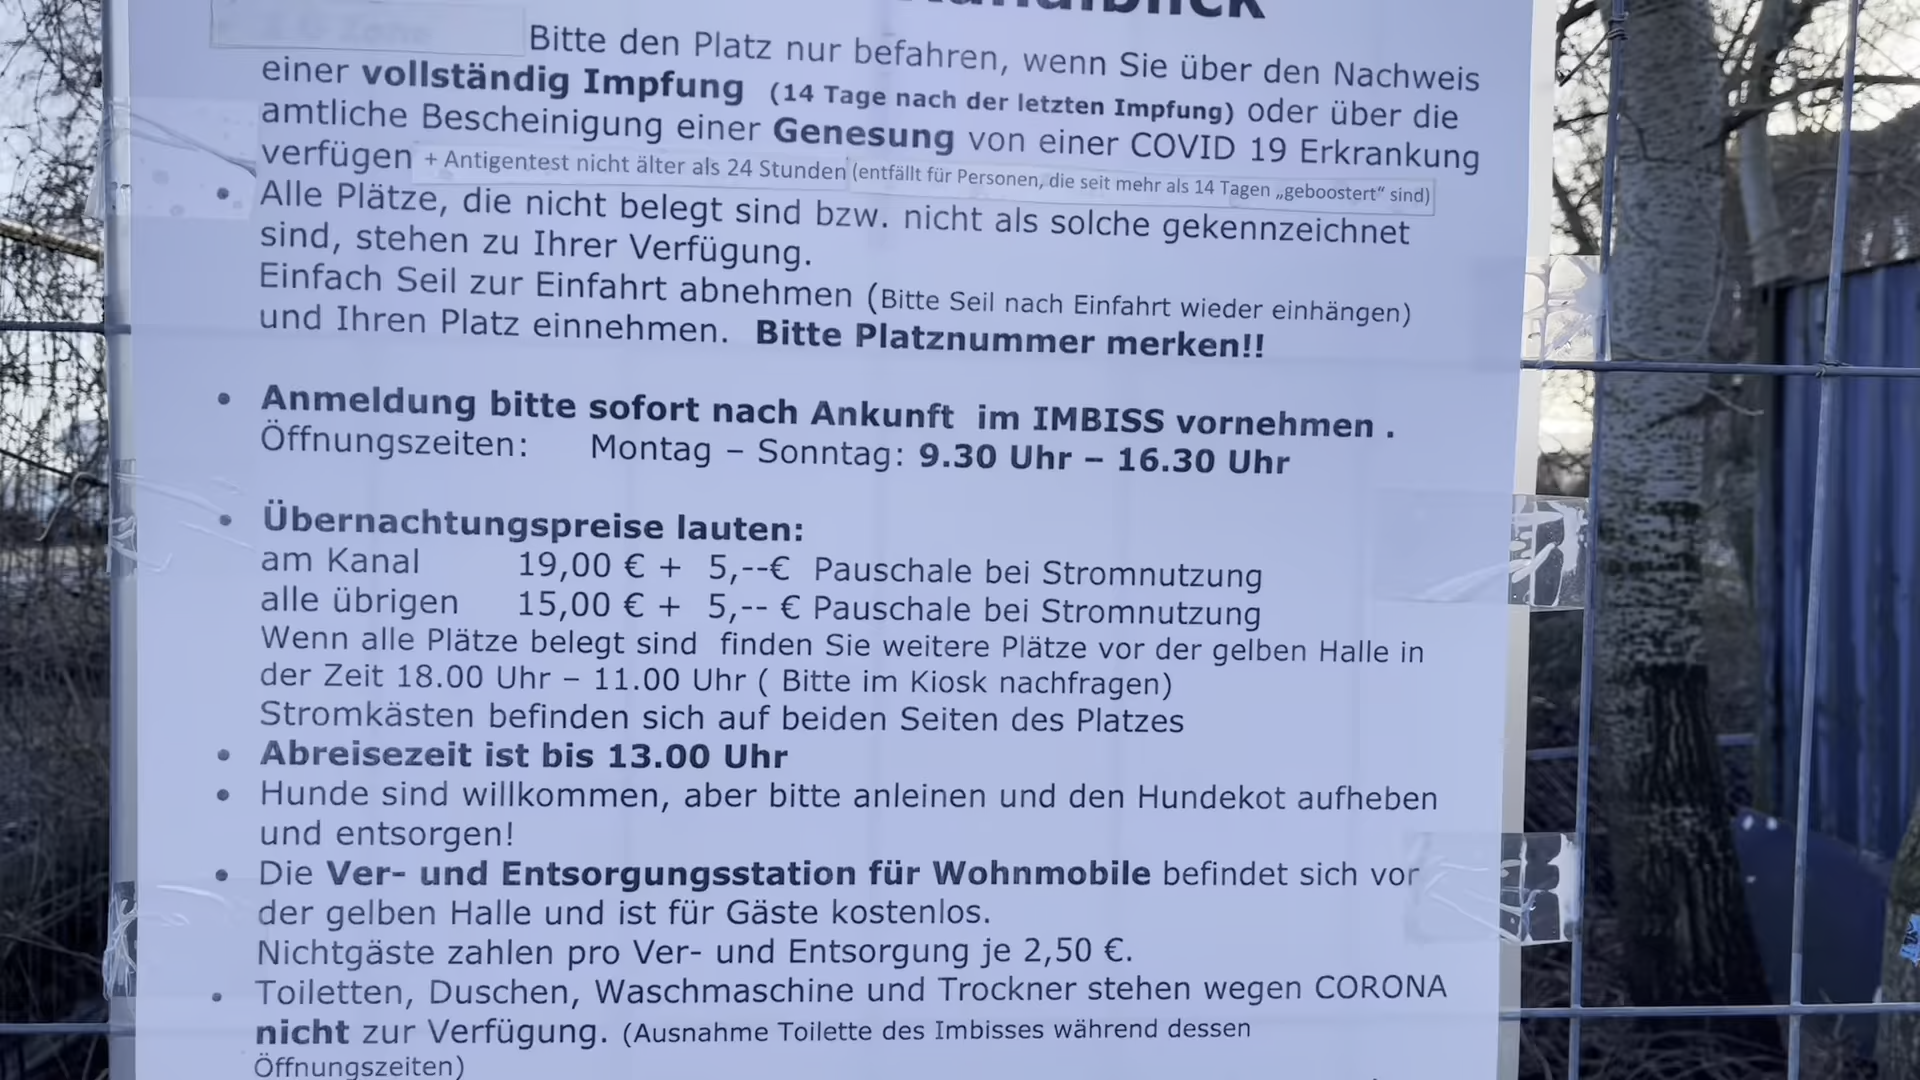 Bitte den Platz nur befahren, wenn Sie über den Nachweis
einer vollständig Impfung (14 Tage nach der letzten Impfung) oder über die
amtliche Bescheinigung einer Genesung von einer COVID 19 Erkrankung
verfügen + Antigentest nicht älter als 24 Stunden (entfällt für Personen, die seit mehr als 14 Tagen „geboostert“ sind)
• Alle Plätze, die nicht belegt sind bzw. nicht als solche gekennzeichnet
sind, stehen zu Ihrer Verfügung.
Einfach Seil zur Einfahrt abnehmen (Bitte Seil nach Einfahrt wieder einhängen)
und Ihren Platz einnehmen. Bitte Platznummer merken!!
• Anmeldung bitte sofort nach Ankunft im IMBISS vornehmen .
Öffnungszeiten: Montag – Sonntag: 9.30 Uhr – 16.30 Uhr
• Übernachtungspreise lauten:
am Kanal 19,00 € + 5,--€ Pauschale bei Stromnutzung
alle übrigen 15,00 € + 5,-- € Pauschale bei Stromnutzung
Wenn alle Plätze belegt sind finden Sie weitere Plätze vor der gelben Halle in
der Zeit 18.00 Uhr – 11.00 Uhr ( Bitte im Kiosk nachfragen)
Stromkästen befinden sich auf beiden Seiten des Platzes
• Abreisezeit ist bis 13.00 Uhr
• Hunde sind willkommen, aber bitte anleinen und den Hundekot aufheben
und entsorgen!
• Die Ver- und Entsorgungsstation für Wohnmobile befindet sich vor
der gelben Halle und ist für Gäste kostenlos.
Nichtgäste zahlen pro Ver- und Entsorgung je 2,50 €.
• Toiletten, Duschen, Waschmaschine und Trockner stehen wegen CORONA
nicht zur Verfügung. (Ausnahme Toilette des Imbisses während dessen
Öffnungszeiten)